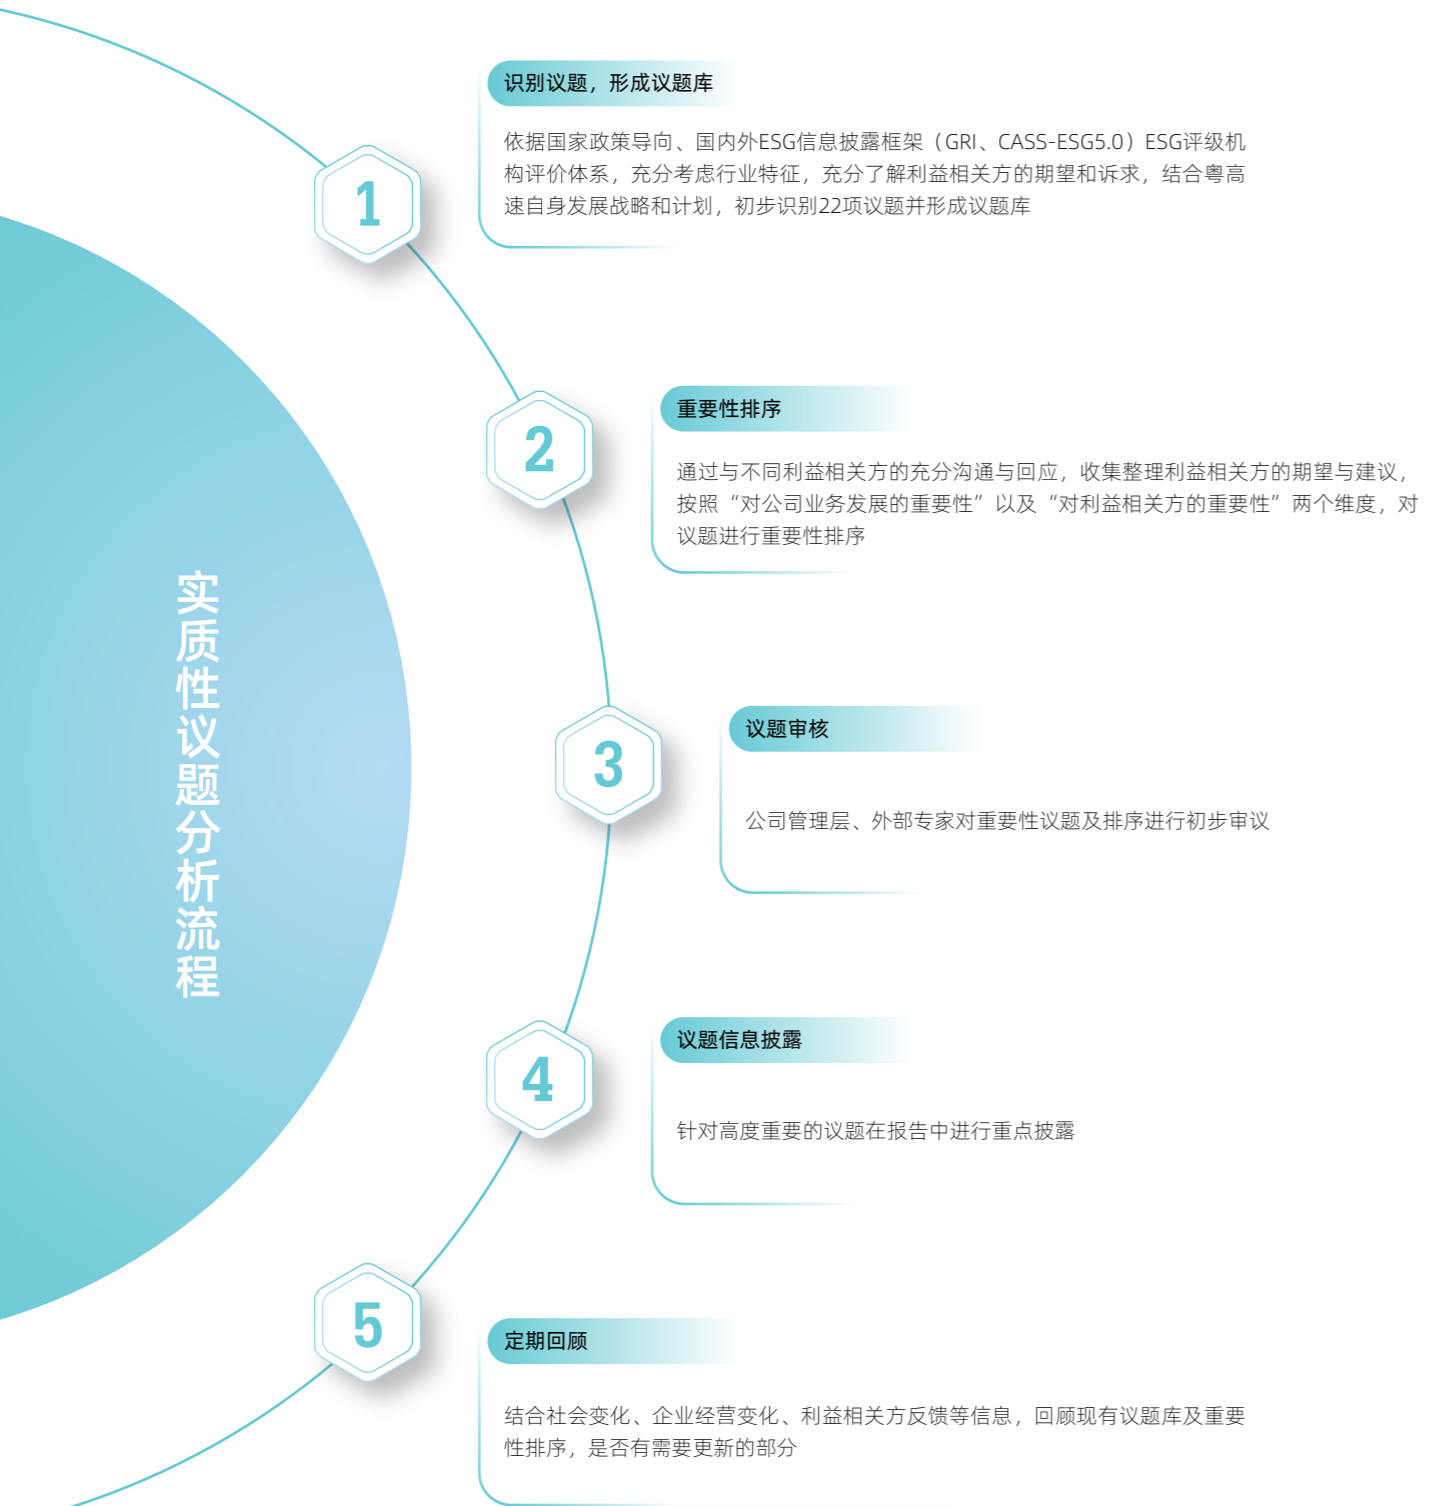 实质性议题分析流程
1
识别议题，形成议题库
依据国家政策导向、国内外ESG信息披露框架（GRI、CASS-ESG5.0）ESG评级机
构评价体系，充分考虑行业特征，充分了解利益相关方的期望和诉求，结合粤高
速自身发展战略和计划，初步识别22项议题并形成议题库
2
重要性排序
通过与不同利益相关方的充分沟通与回应，收集整理利益相关方的期望与建议，
按照“对公司业务发展的重要性”以及“对利益相关方的重要性”两个维度，对
议题进行重要性排序
3
议题审核
公司管理层、外部专家对重要性议题及排序进行初步审议
4
议题信息披露
针对高度重要的议题在报告中进行重点披露
5
定期回顾
结合社会变化、企业经营变化、利益相关方反馈等信息，回顾现有议题库及重要
性排序，是否有需要更新的部分